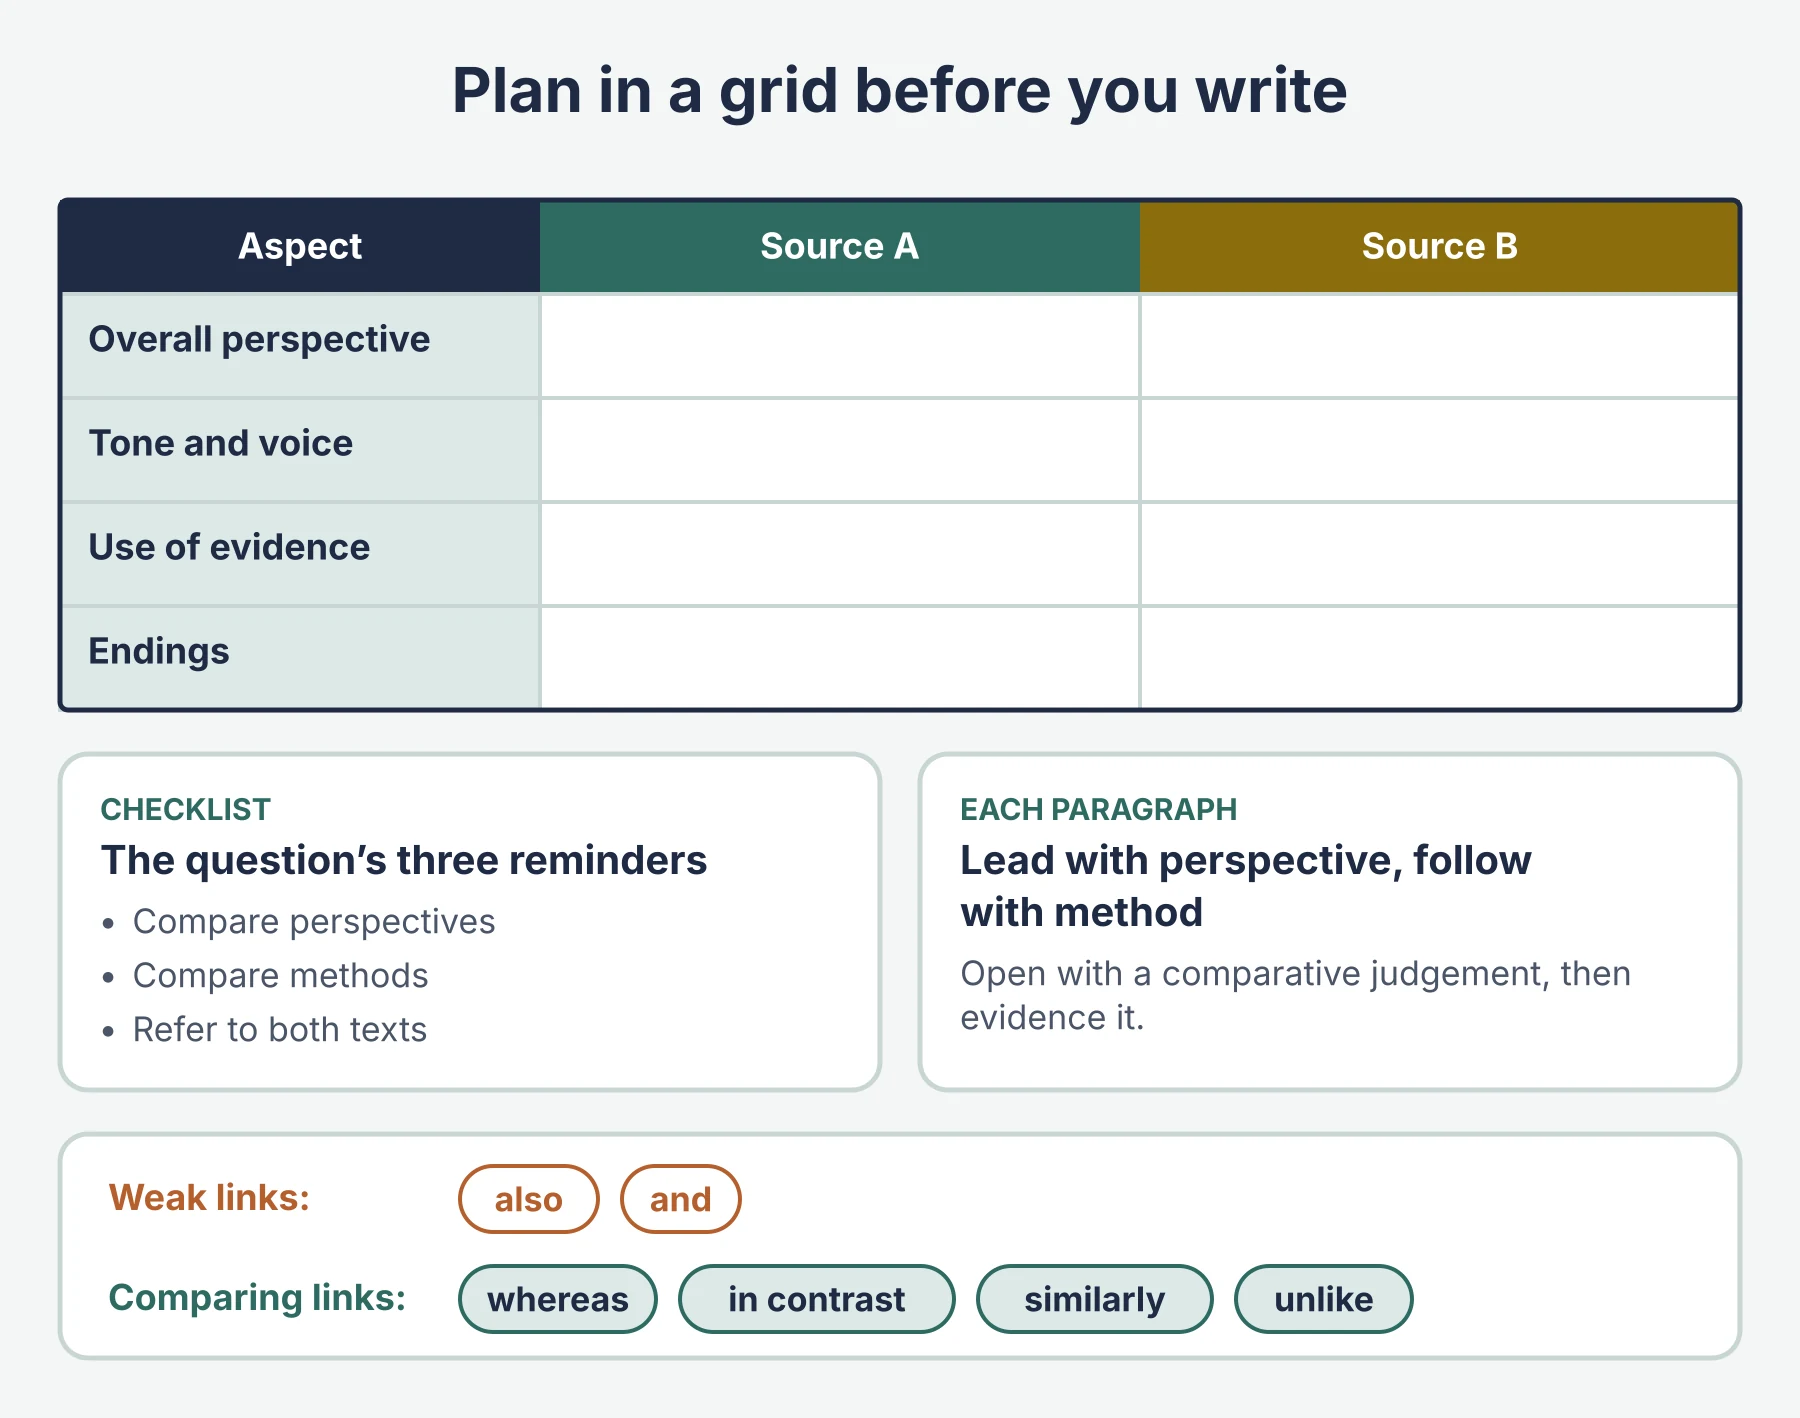 Plan in a grid before you write
Aspect
Source A
Source B
Overall perspective
Tone and voice
Use of evidence
Endings
CHECKLIST
The question’s three reminders
• Compare perspectives
• Compare methods
• Refer to both texts
EACH PARAGRAPH
Lead with perspective, follow
with method
Open with a comparative judgement, then
evidence it.
Weak links:
also
and
Comparing links:
whereas
in contrast
similarly
unlike